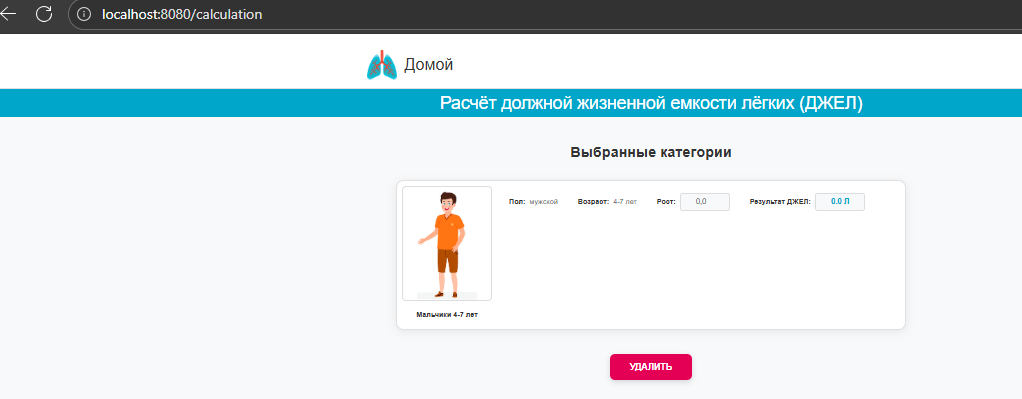 localhost:8080/calculation
Домой
Расчёт должной жизненной емкости лёгких (ДЖЕЛ)
Выбранные категории
Пол: мужской Возраст: 4-7 лет Рост: 0,0 Результат ДЖЕЛ: 0.0 Л
Мальчики 4-7 лет
УДАЛИТЬ